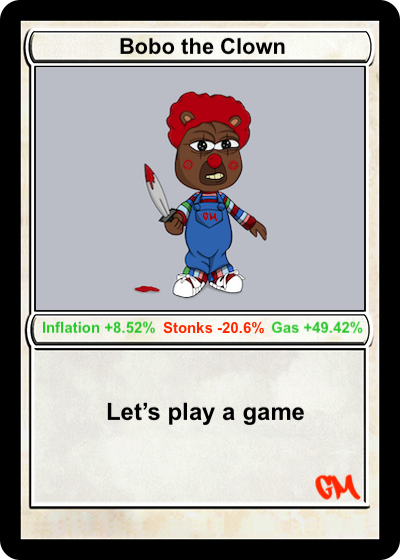 Bobo the Clown
GM
Inflation +8.52% Stonks -20.6% Gas +49.42%
Let's play a game
GM